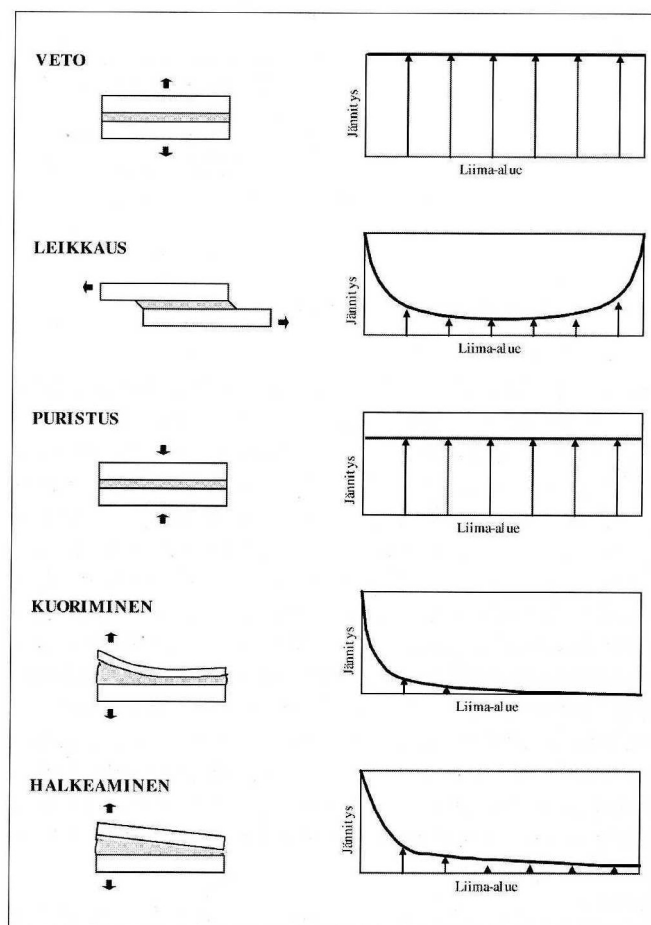 VETO
Jännitys
Liima-alue
LEIKKAUS
Jännitys
Liima-alue
PURISTUS
Jännitys
Liima-alue
KUORIMINEN
Jännitys
Liima-alue
HALKEAMINEN
Jännitys
Liima-alue